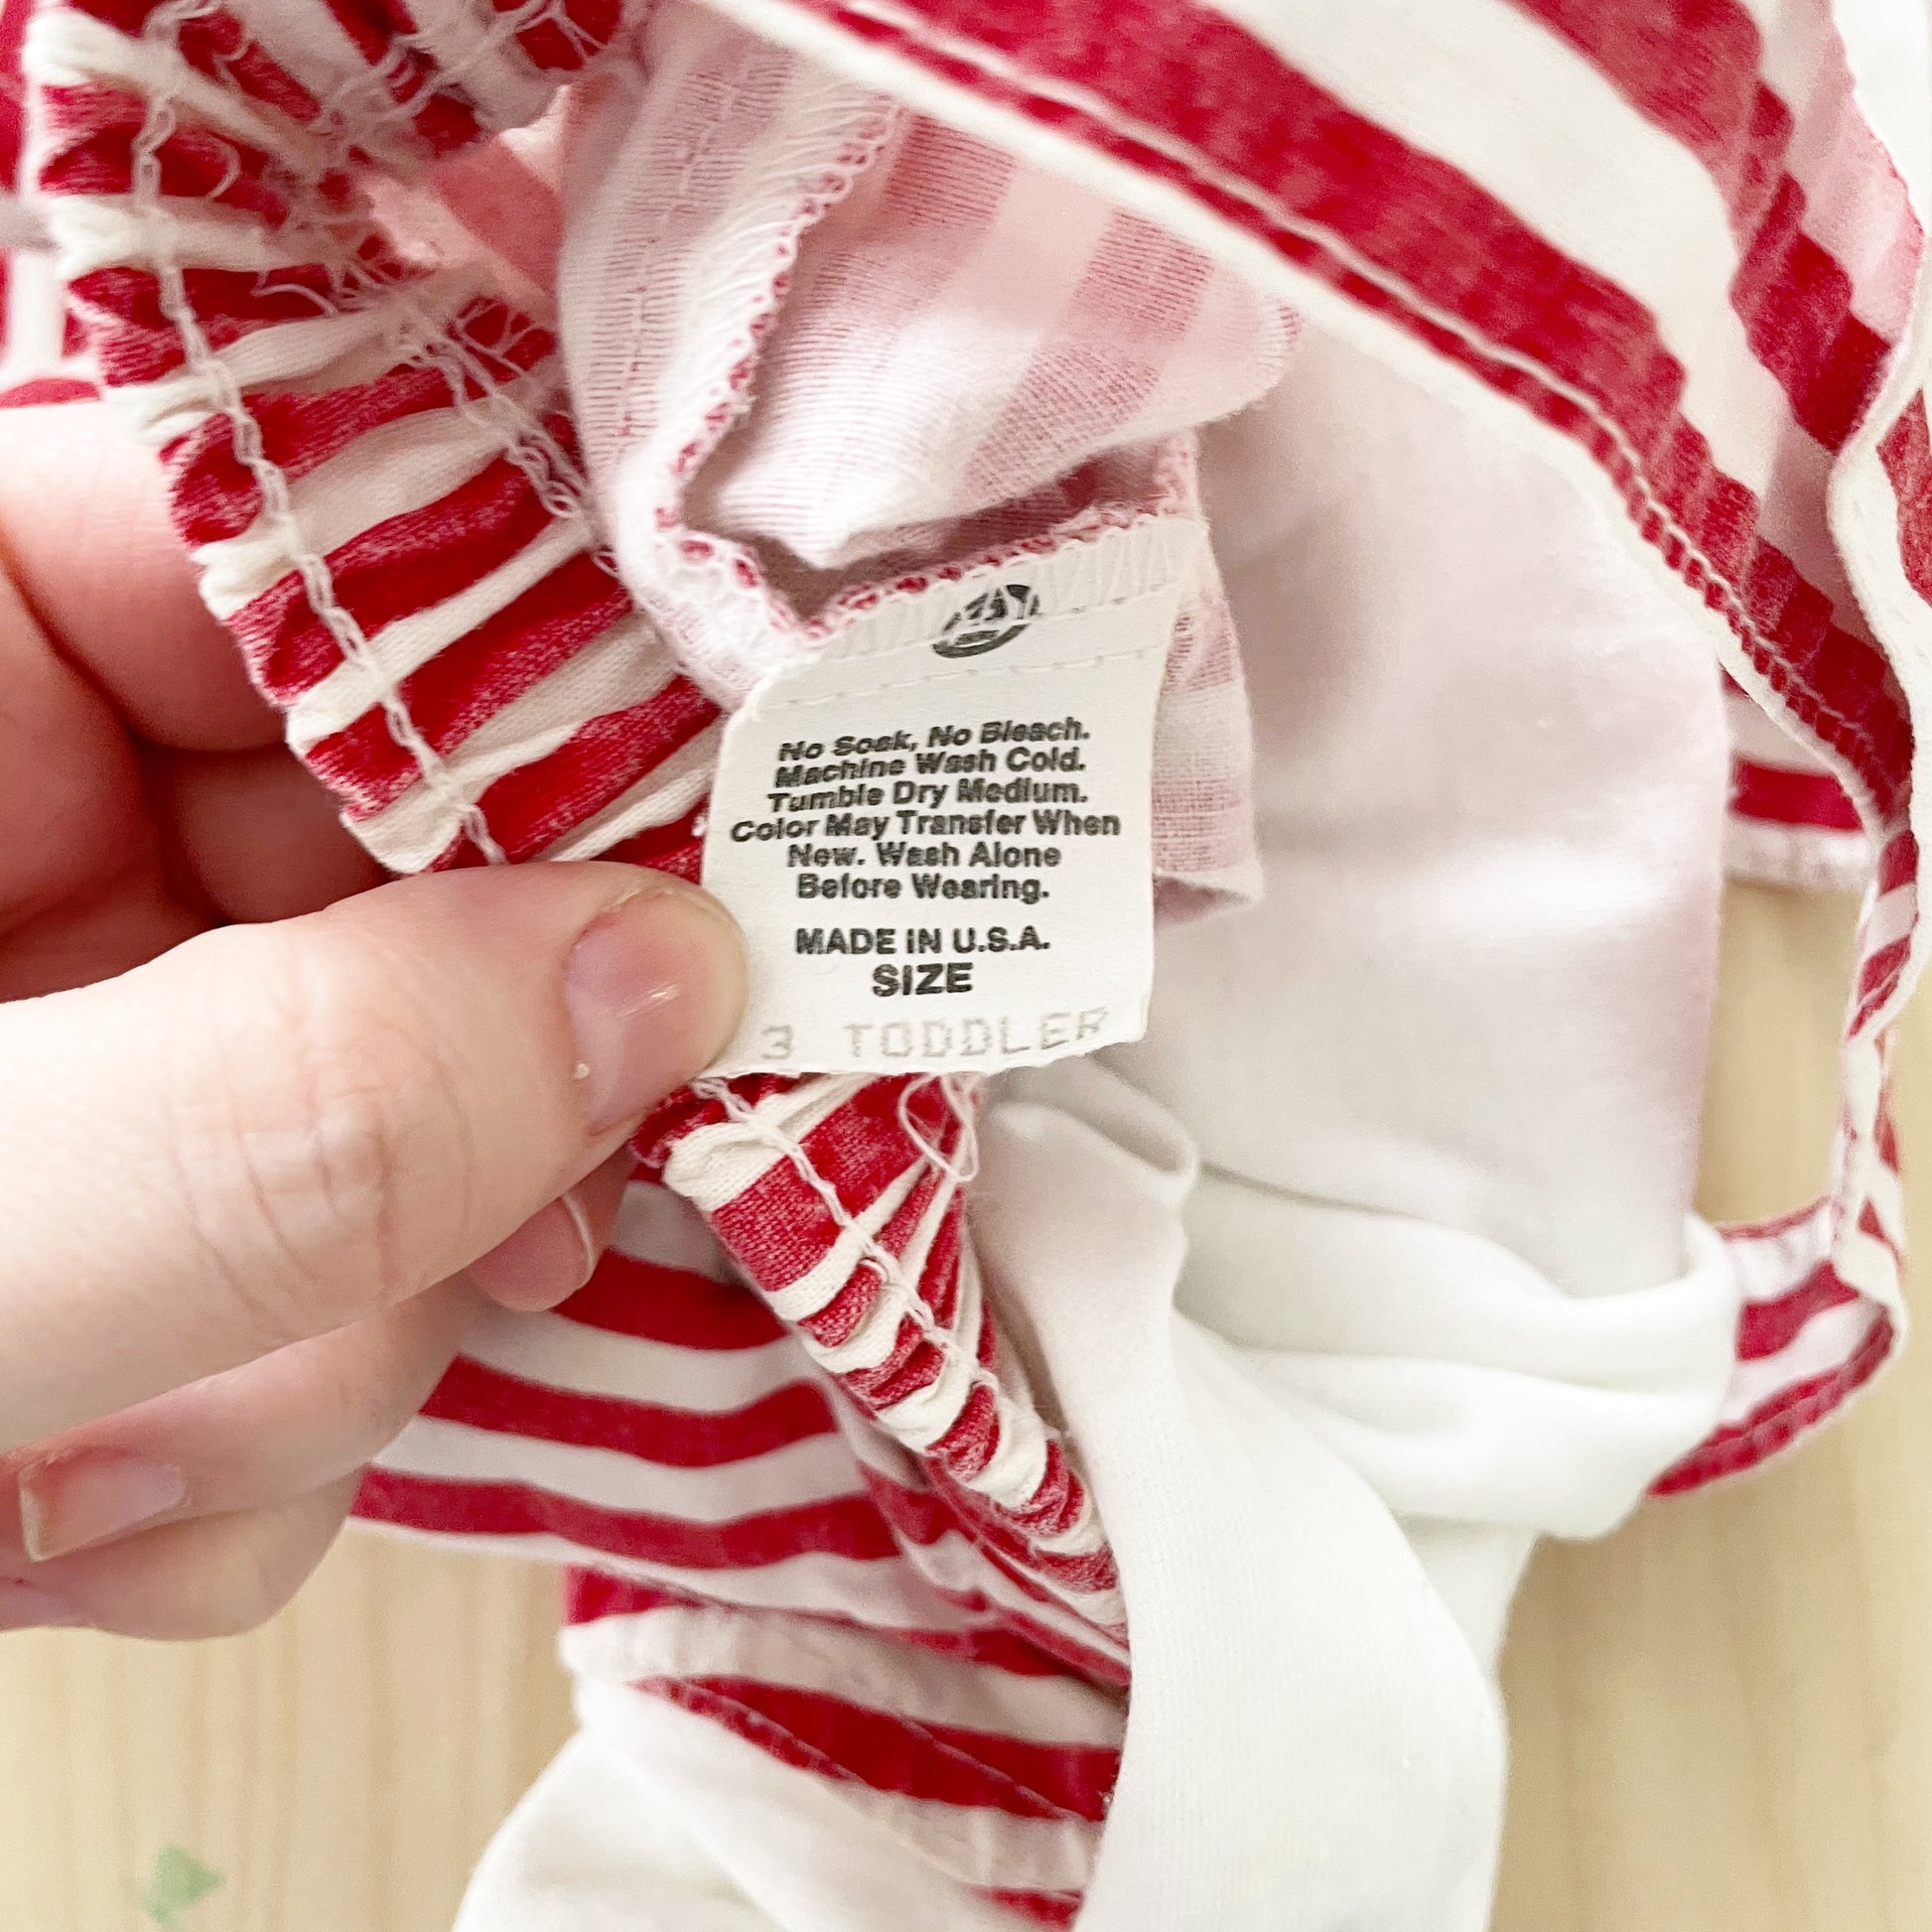 No Soak, No Bleach.
Machine Wash Cold.
Tumble Dry Medium.
Color May Transfer When
New. Wash Alone
Before Wearing.
MADE IN U.S.A.
SIZE
3 TODDLER